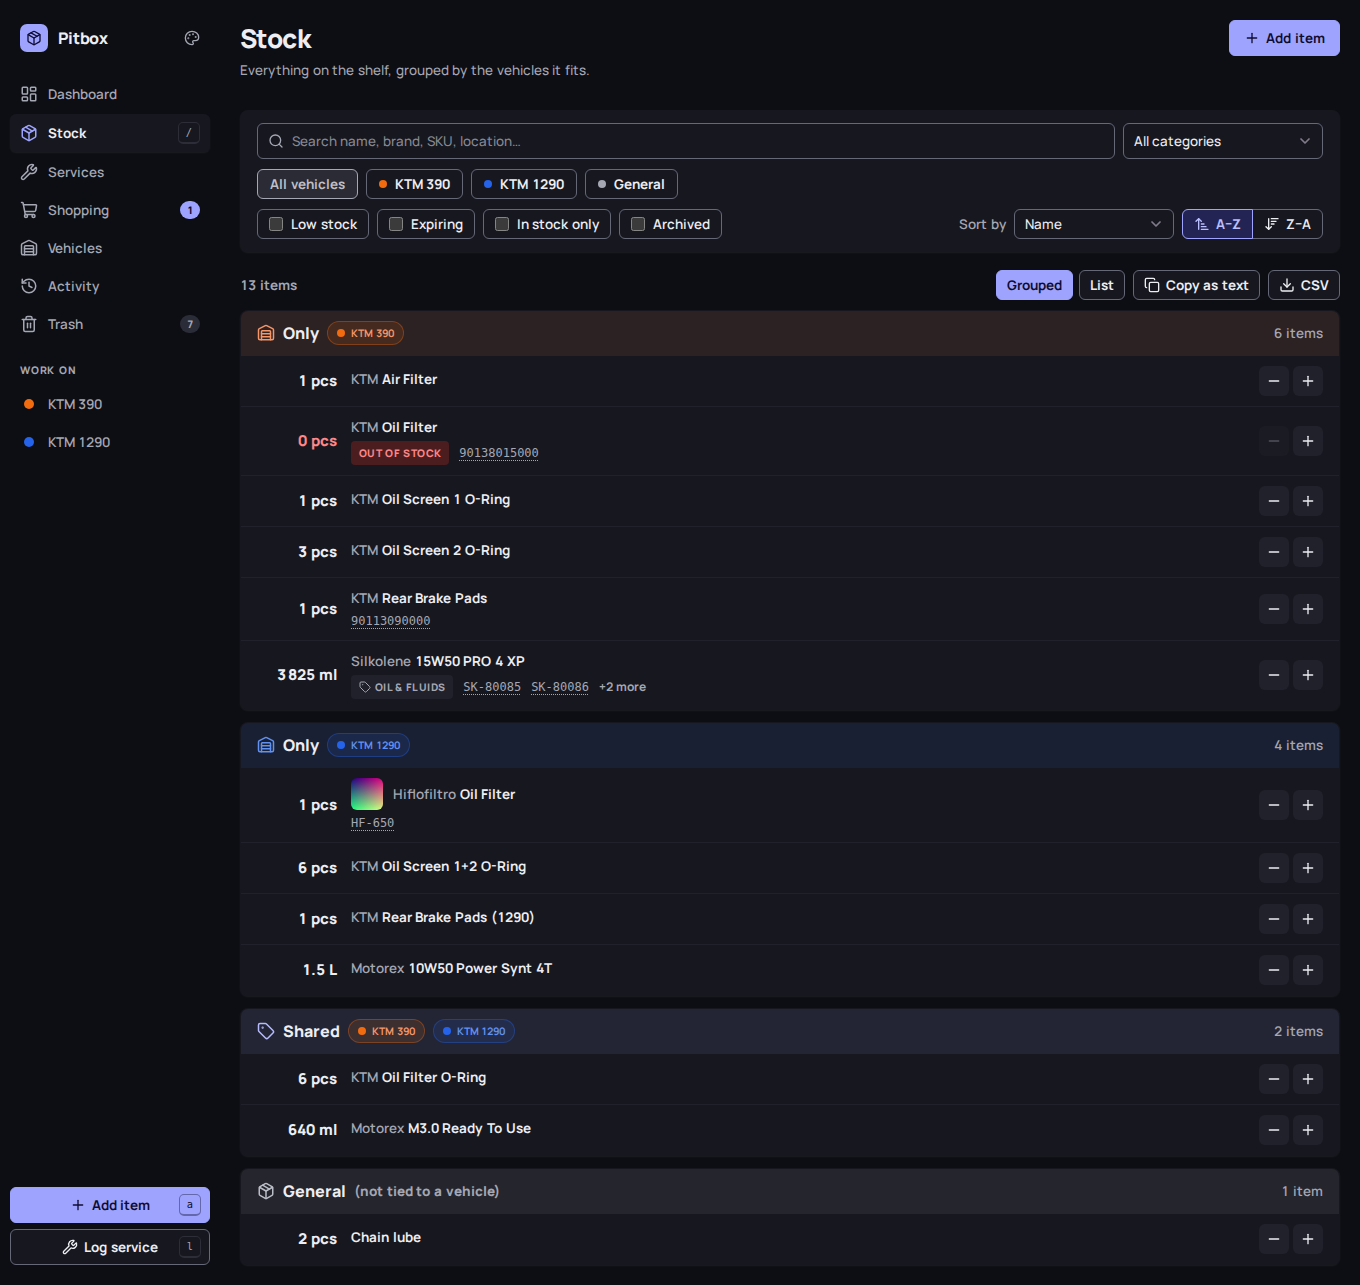 Pitbox
Dashboard
Stock /
Services
Shopping 1
Vehicles
Activity
Trash 7
WORK ON
KTM 390
KTM 1290
Add item a
Log service l
Stock
Add item
Everything on the shelf, grouped by the vehicles it fits.
Search name, brand, SKU, location…
All categories
All vehicles KTM 390 KTM 1290 General
Low stock Expiring In stock only Archived Sort by Name A–Z Z–A
13 items Grouped List Copy as text CSV
Only KTM 390 6 items
1 pcs KTM Air Filter
0 pcs KTM Oil Filter
OUT OF STOCK 90138015000
1 pcs KTM Oil Screen 1 O-Ring
3 pcs KTM Oil Screen 2 O-Ring
1 pcs KTM Rear Brake Pads
90113090000
3 825 ml Silkolene 15W50 PRO 4 XP
OIL & FLUIDS SK-80085 SK-80086 +2 more
Only KTM 1290 4 items
1 pcs Hiflofiltro Oil Filter
HF-650
6 pcs KTM Oil Screen 1+2 O-Ring
1 pcs KTM Rear Brake Pads (1290)
1.5 L Motorex 10W50 Power Synt 4T
Shared KTM 390 KTM 1290 2 items
6 pcs KTM Oil Filter O-Ring
640 ml Motorex M3.0 Ready To Use
General (not tied to a vehicle) 1 item
2 pcs Chain lube